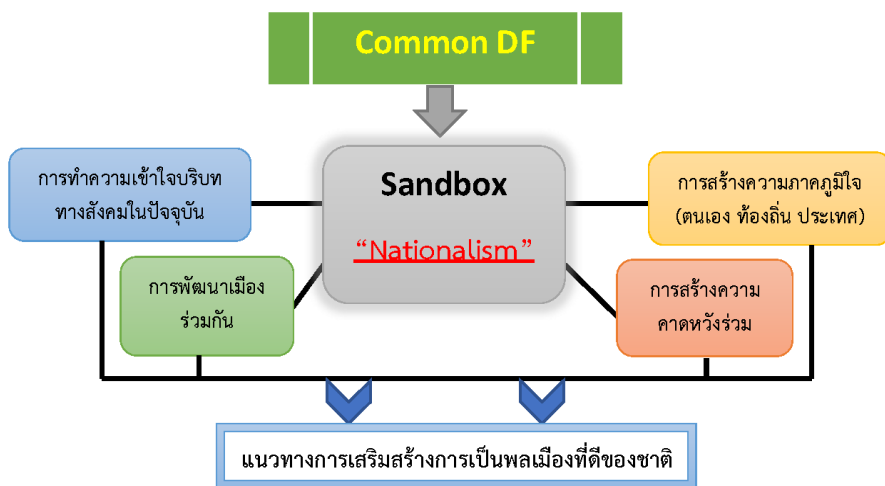 Common DF
Sandbox
“Nationalism”
การทำความเข้าใจบริบท
ทางสังคมในปัจจุบัน
การสร้างความภาคภูมิใจ
(ตนเอง ท้องถิ่น ประเทศ)
การพัฒนาเมือง
ร่วมกัน
การสร้างความ
คาดหวังร่วม
แนวทางการเสริมสร้างการเป็นพลเมืองที่ดีของชาติ